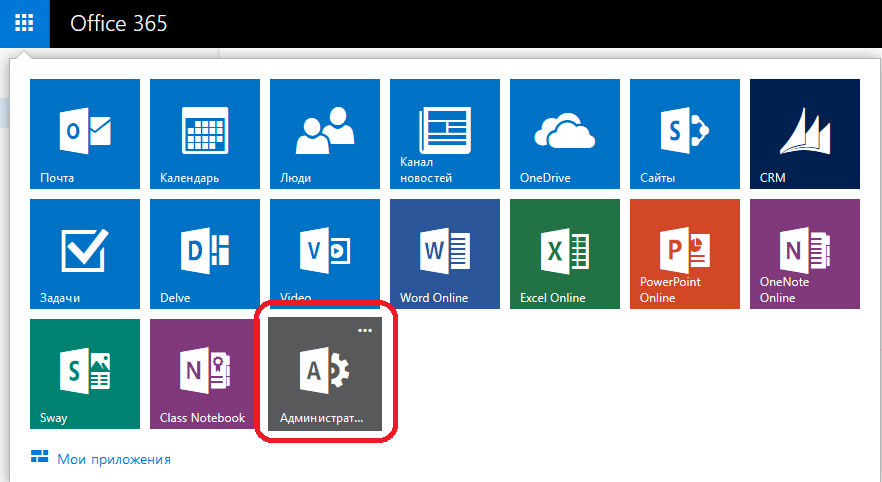 Office 365
Почта
Календарь
Люди
Канал
новостей
OneDrive
Сайты
CRM
Задачи
Delve
Video
Word Online
Excel Online
PowerPoint
Online
OneNote
Online
Sway
Class Notebook
Администрат...
Мои приложения